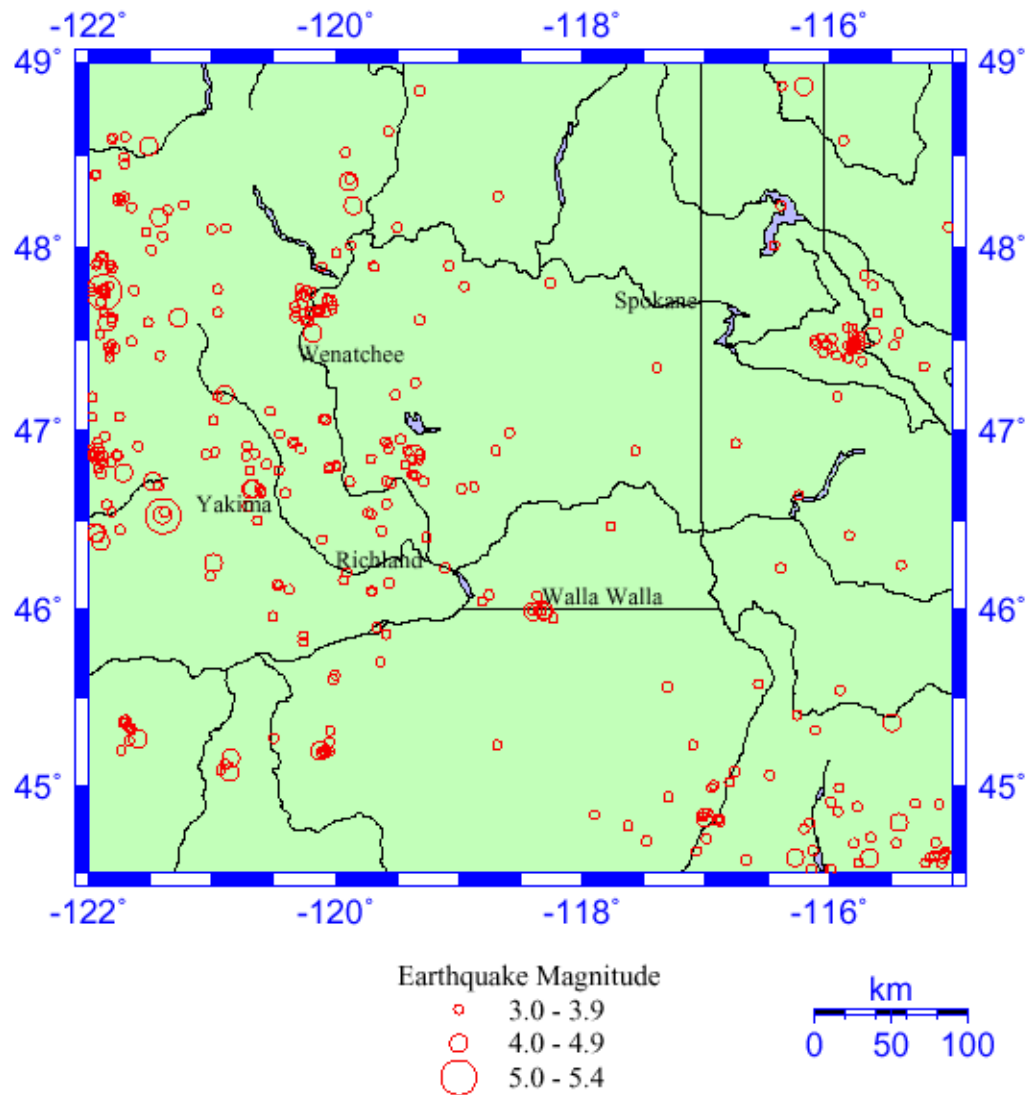 -122˚ -120˚ -118˚ -116˚
49˚ 49˚
48˚ 48˚
Spokane
Wenatchee
47˚ 47˚
Yakima
Richland
Walla Walla
46˚ 46˚
45˚ 45˚
-122˚ -120˚ -118˚ -116˚
Earthquake Magnitude
3.0 - 3.9
4.0 - 4.9
5.0 - 5.4
km
0 50 100